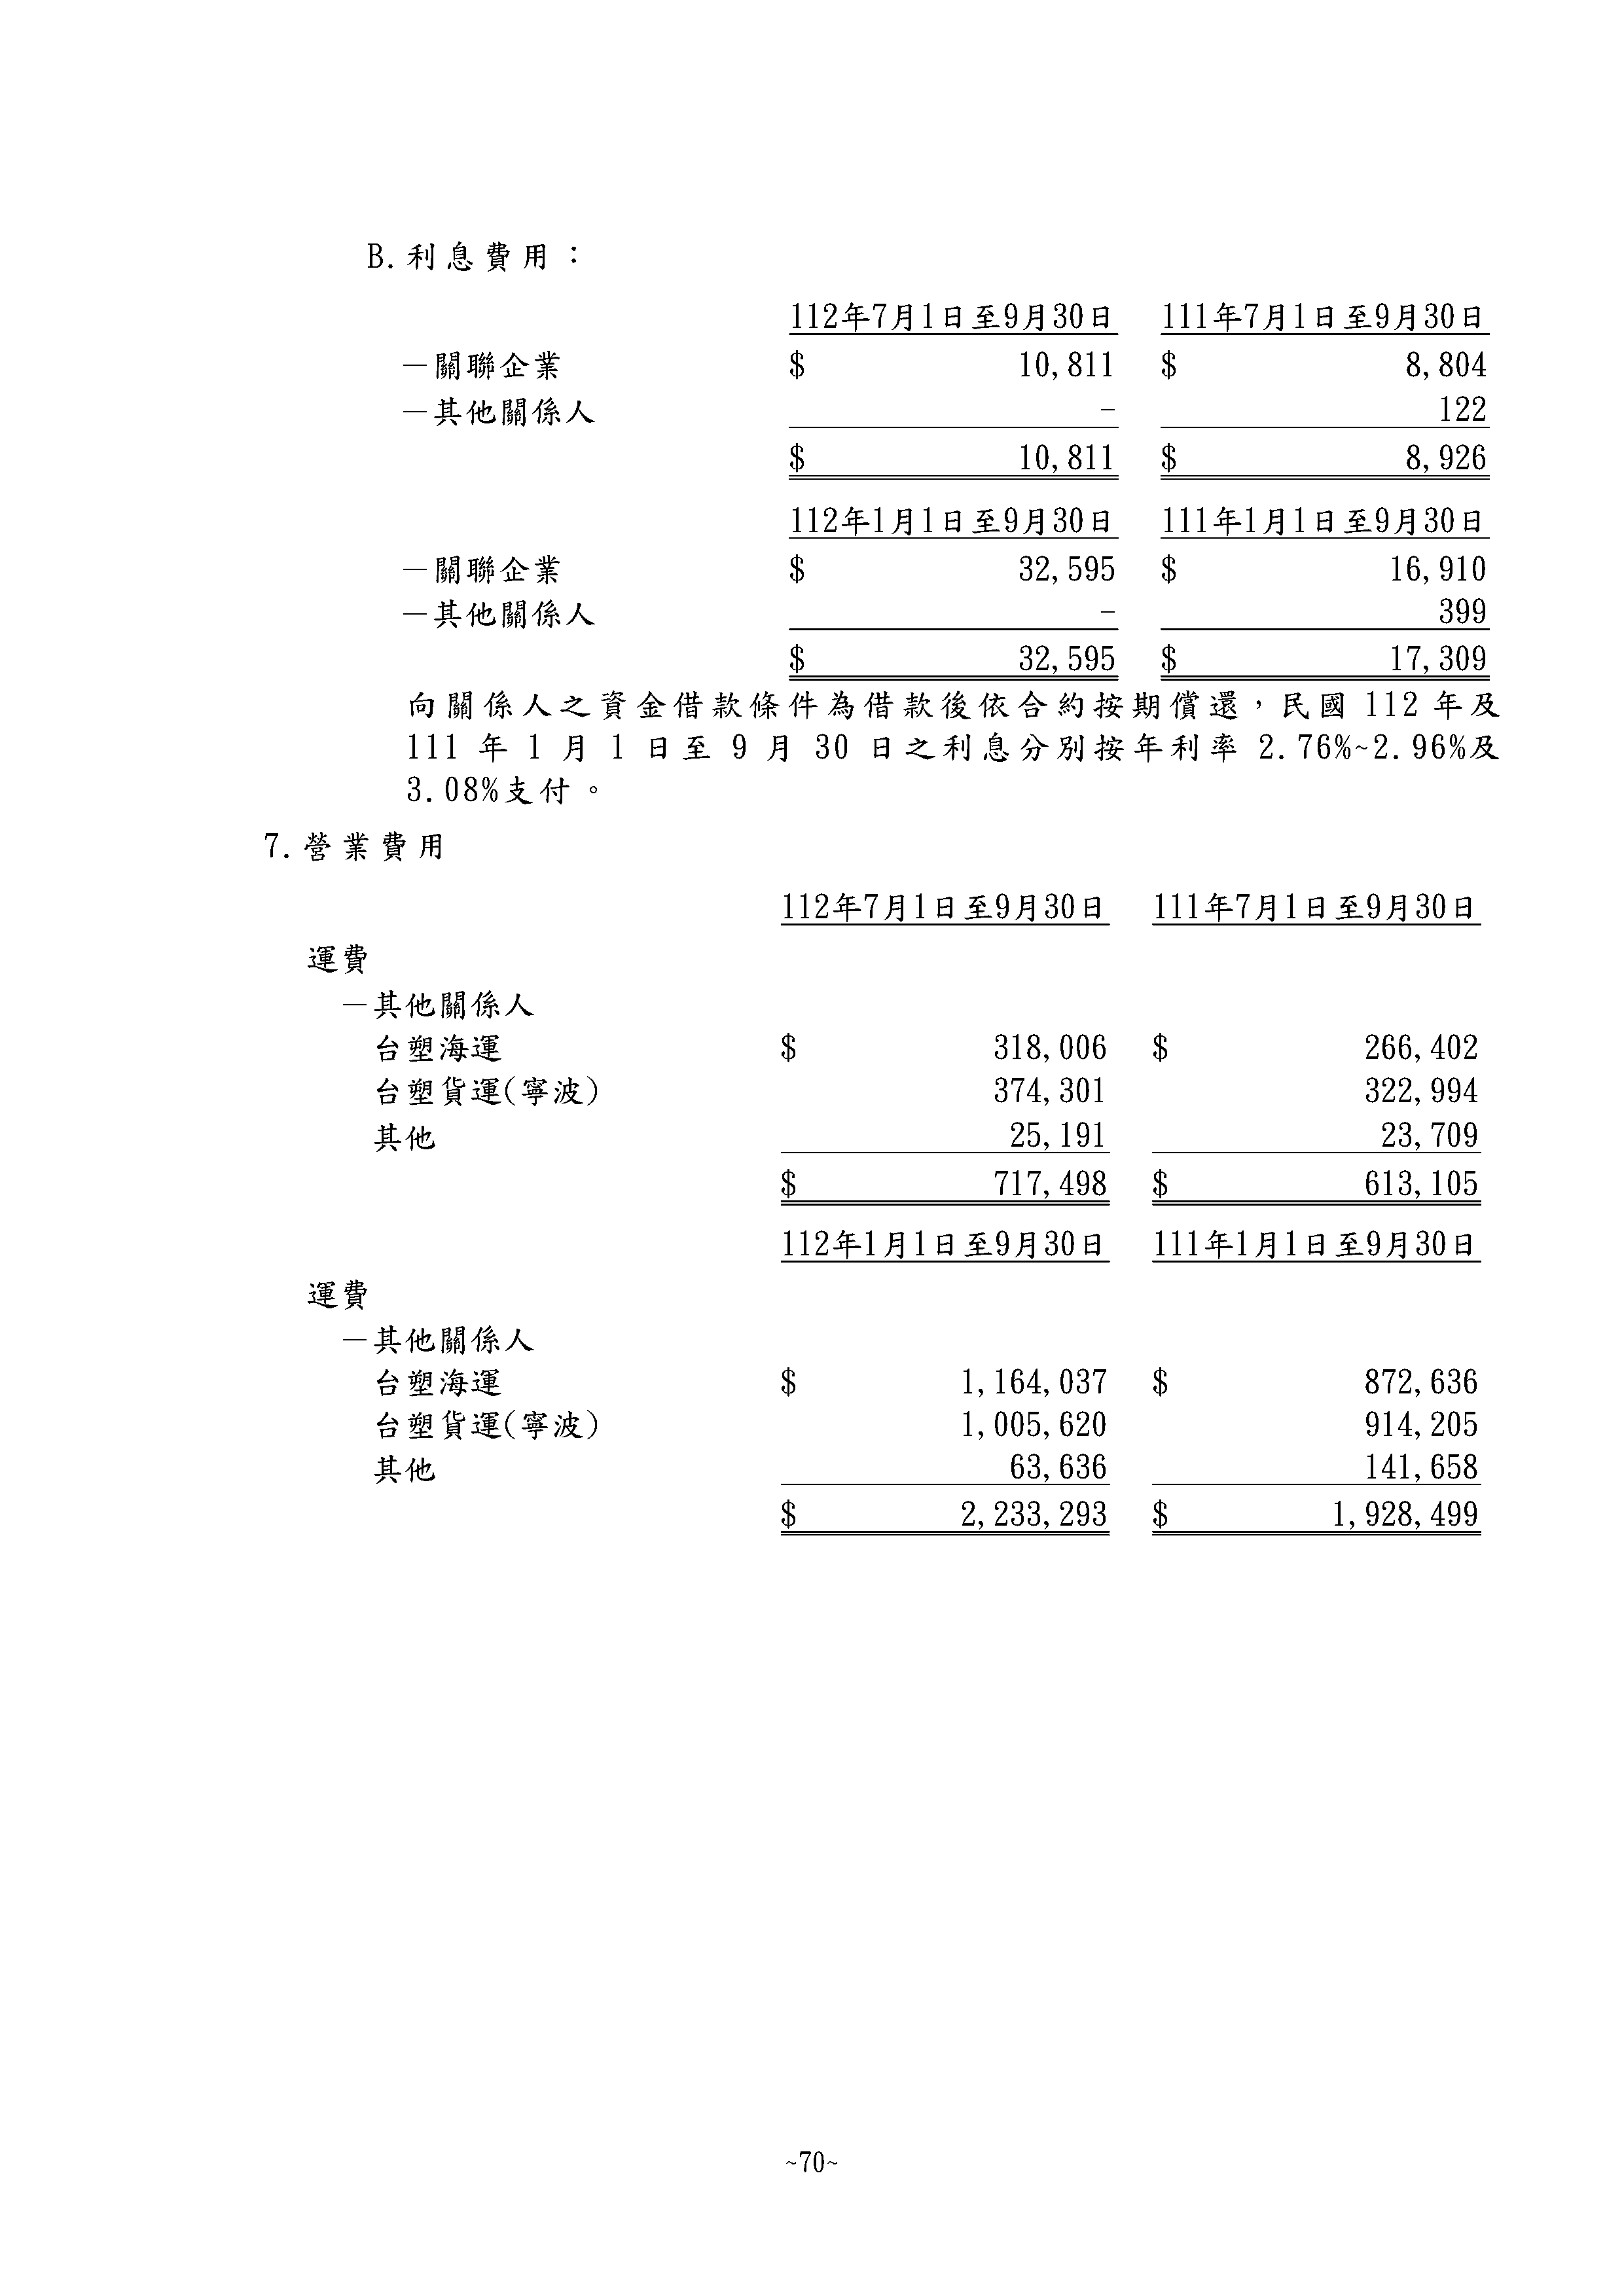 B.利息費用：
112年7月1日至9月30日 111年7月1日至9月30日
－關聯企業 $ 10,811 $ 8,804
－其他關係人 - 122
$ 10,811 $ 8,926
112年1月1日至9月30日 111年1月1日至9月30日
－關聯企業 $ 32,595 $ 16,910
－其他關係人 - 399
$ 32,595 $ 17,309
向關係人之資金借款條件為借款後依合約按期償還，民國 112 年及
111 年 1 月 1 日至 9 月 30 日之利息分別按年利率 2.76%~2.96%及
3.08%支付。
7.營業費用
112年7月1日至9月30日 111年7月1日至9月30日
運費
－其他關係人
台塑海運 $ 318,006 $ 266,402
台塑貨運(寧波) 374,301 322,994
其他 25,191 23,709
$ 717,498 $ 613,105
112年1月1日至9月30日 111年1月1日至9月30日
運費
－其他關係人
台塑海運 $ 1,164,037 $ 872,636
台塑貨運(寧波) 1,005,620 914,205
其他 63,636 141,658
$ 2,233,293 $ 1,928,499
~70~